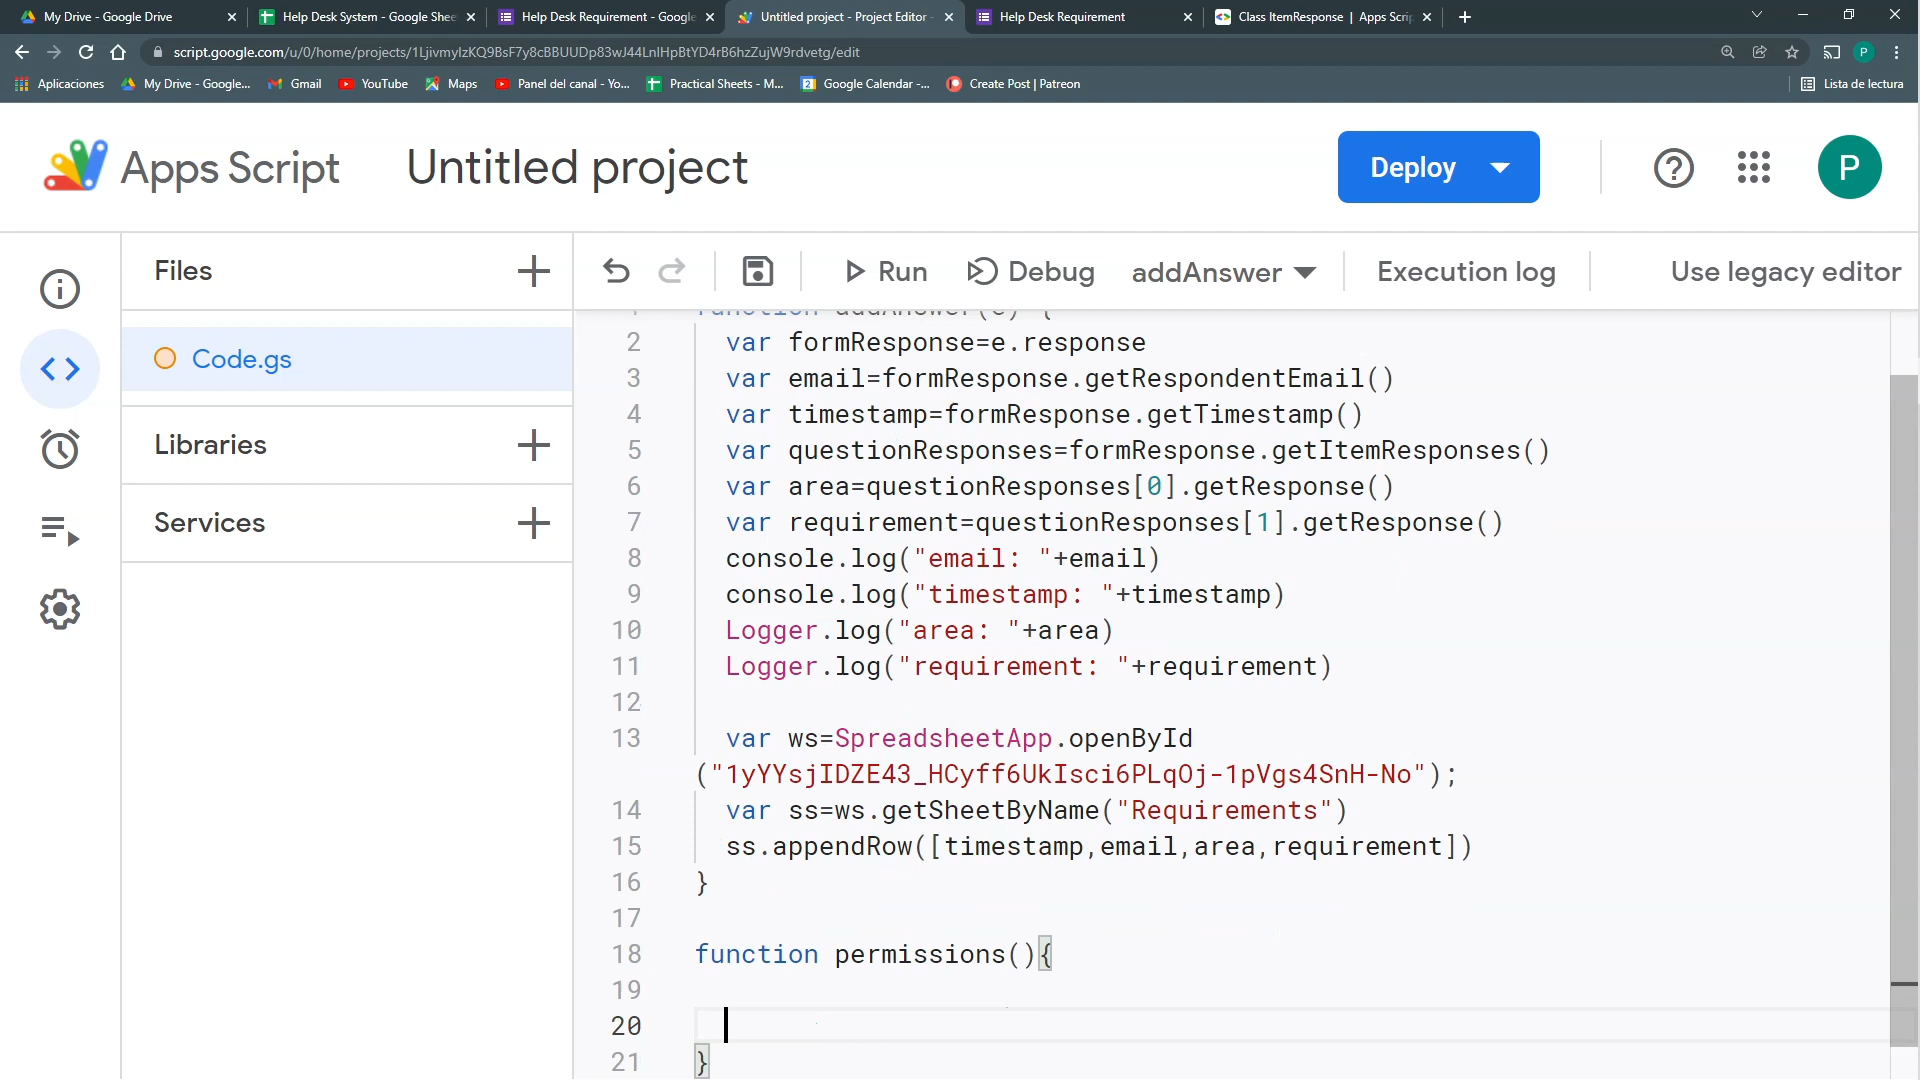 My Drive - Google Drive
Help Desk System - Google Shee
Help Desk Requirement - Google
Untitled project - Project Editor -
Help Desk Requirement
Class ItemResponse | Apps Scrip
script.google.com/u/0/home/projects/1LjivmyIzKQ9BsF7y8cBBUUDp83wJ44LnIHpBtYD4rB6hzZujW9rdvetg/edit
P
Aplicaciones
My Drive - Google...
Gmail
YouTube
Maps
Panel del canal - Yo...
Practical Sheets - M...
Google Calendar -...
Create Post | Patreon
Lista de lectura
Apps Script
Untitled project
Deploy
P
Files
Code.gs
Libraries
Services
Run
Debug
addAnswer
Execution log
Use legacy editor
1 function addAnswer(e) {
2 var formResponse=e.response
3 var email=formResponse.getRespondentEmail()
4 var timestamp=formResponse.getTimestamp()
5 var questionResponses=formResponse.getItemResponses()
6 var area=questionResponses[0].getResponse()
7 var requirement=questionResponses[1].getResponse()
8 console.log("email: "+email)
9 console.log("timestamp: "+timestamp)
10 Logger.log("area: "+area)
11 Logger.log("requirement: "+requirement)
12
13 var ws=SpreadsheetApp.openById
("1yYYsjIDZE43_HCyff6UkIsci6PLqOj-1pVgs4SnH-No");
14 var ss=ws.getSheetByName("Requirements")
15 ss.appendRow([timestamp,email,area,requirement])
16 }
17
18 function permissions(){
19
20
21 }